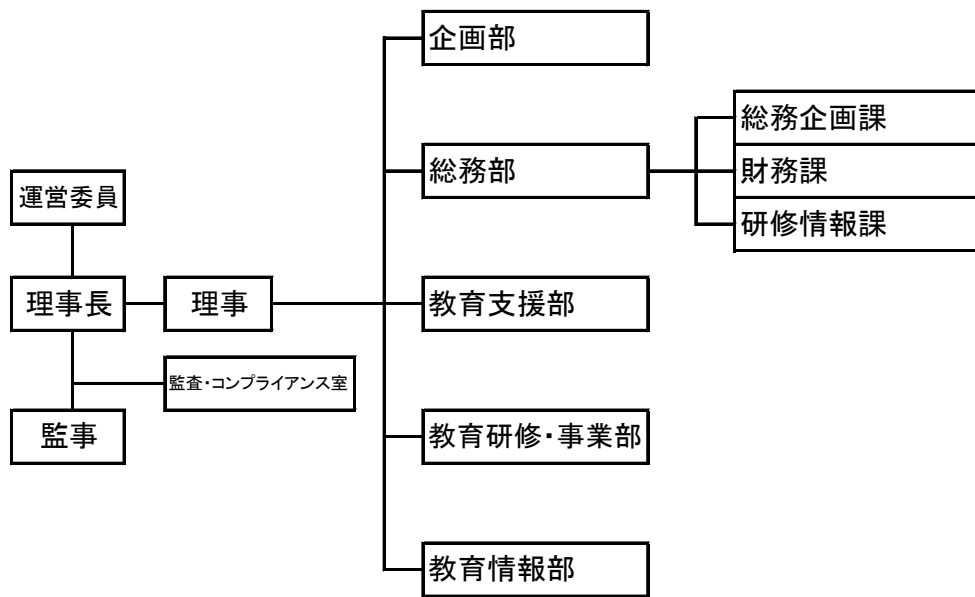 企画部
総務企画課
総務部
財務課
運営委員
研修情報課
理事長
理事
教育支援部
監査・コンプライアンス室
監事
教育研修・事業部
教育情報部